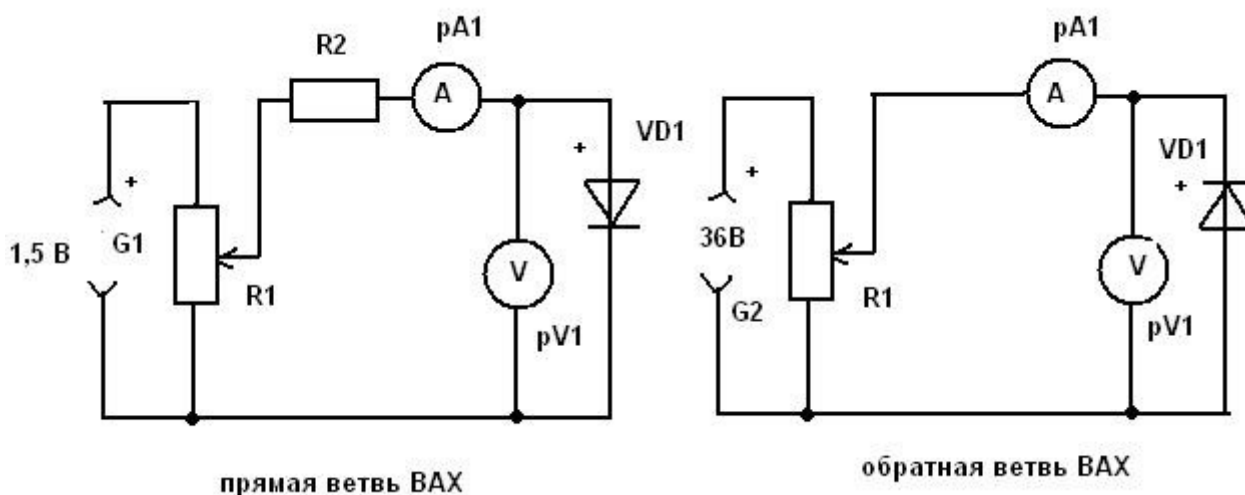 pA1
R2
A
+
VD1
+
1,5 В
G1
R1
V
pV1
прямая ветвь ВАХ
pA1
A
VD1
+
+
36В
G2
R1
V
pV1
обратная ветвь ВАХ